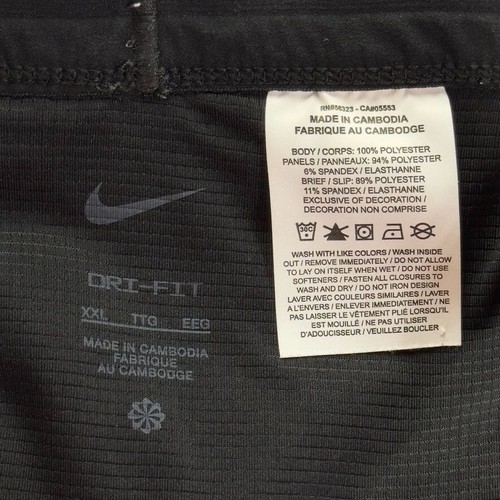 RN#56323 - CA#05553
MADE IN CAMBODIA
FABRIQUE AU CAMBODGE
BODY / CORPS: 100% POLYESTER
PANELS / PANNEAUX: 94% POLYESTER
6% SPANDEX / ELASTHANNE
BRIEF / SLIP: 89% POLYESTER
11% SPANDEX / ELASTHANNE
EXCLUSIVE OF DECORATION /
DECORATION NON COMPRISE
30C
WASH WITH LIKE COLORS / WASH INSIDE
OUT / REMOVE IMMEDIATELY / DO NOT ALLOW
TO LAY ON ITSELF WHEN WET / DO NOT USE
SOFTENERS / FASTEN ALL CLOSURES TO
WASH AND DRY / DO NOT IRON DESIGN
LAVER AVEC COULEURS SIMILAIRES / LAVER
A L'ENVERS / ENLEVER IMMEDIATEMENT / NE
PAS LAISSER LE VÊTEMENT PLIÉ LORSQU'IL
EST MOUILLÉ / NE PAS UTILISER
D'ADOUCISSEUR / VEUILLEZ BOUCLER
DRI-FIT
XXL TTG EEG
MADE IN CAMBODIA
FABRIQUE
AU CAMBODGE